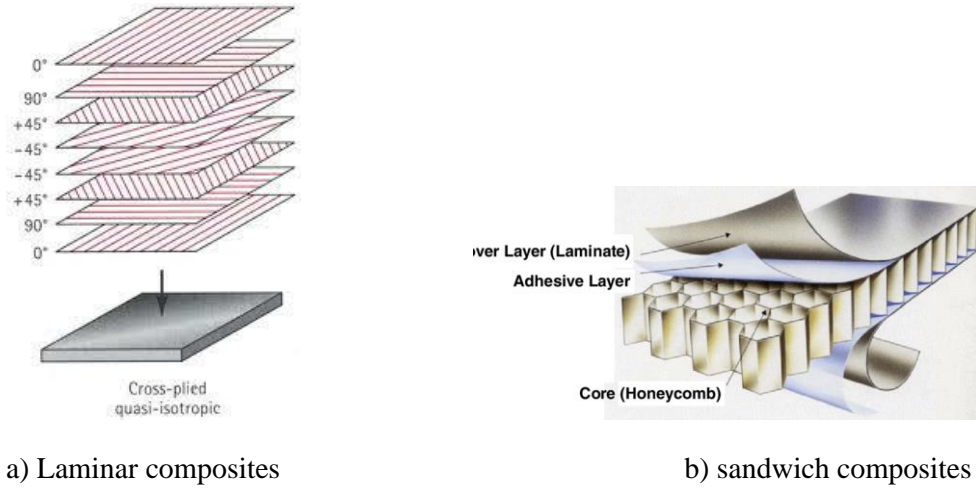 0°
90°
+45°
-45°
-45°
+45°
90°
0°
Cross-plied
quasi-isotropic
ver Layer (Laminate)
Adhesive Layer
Core (Honeycomb)
a) Laminar composites
b) sandwich composites